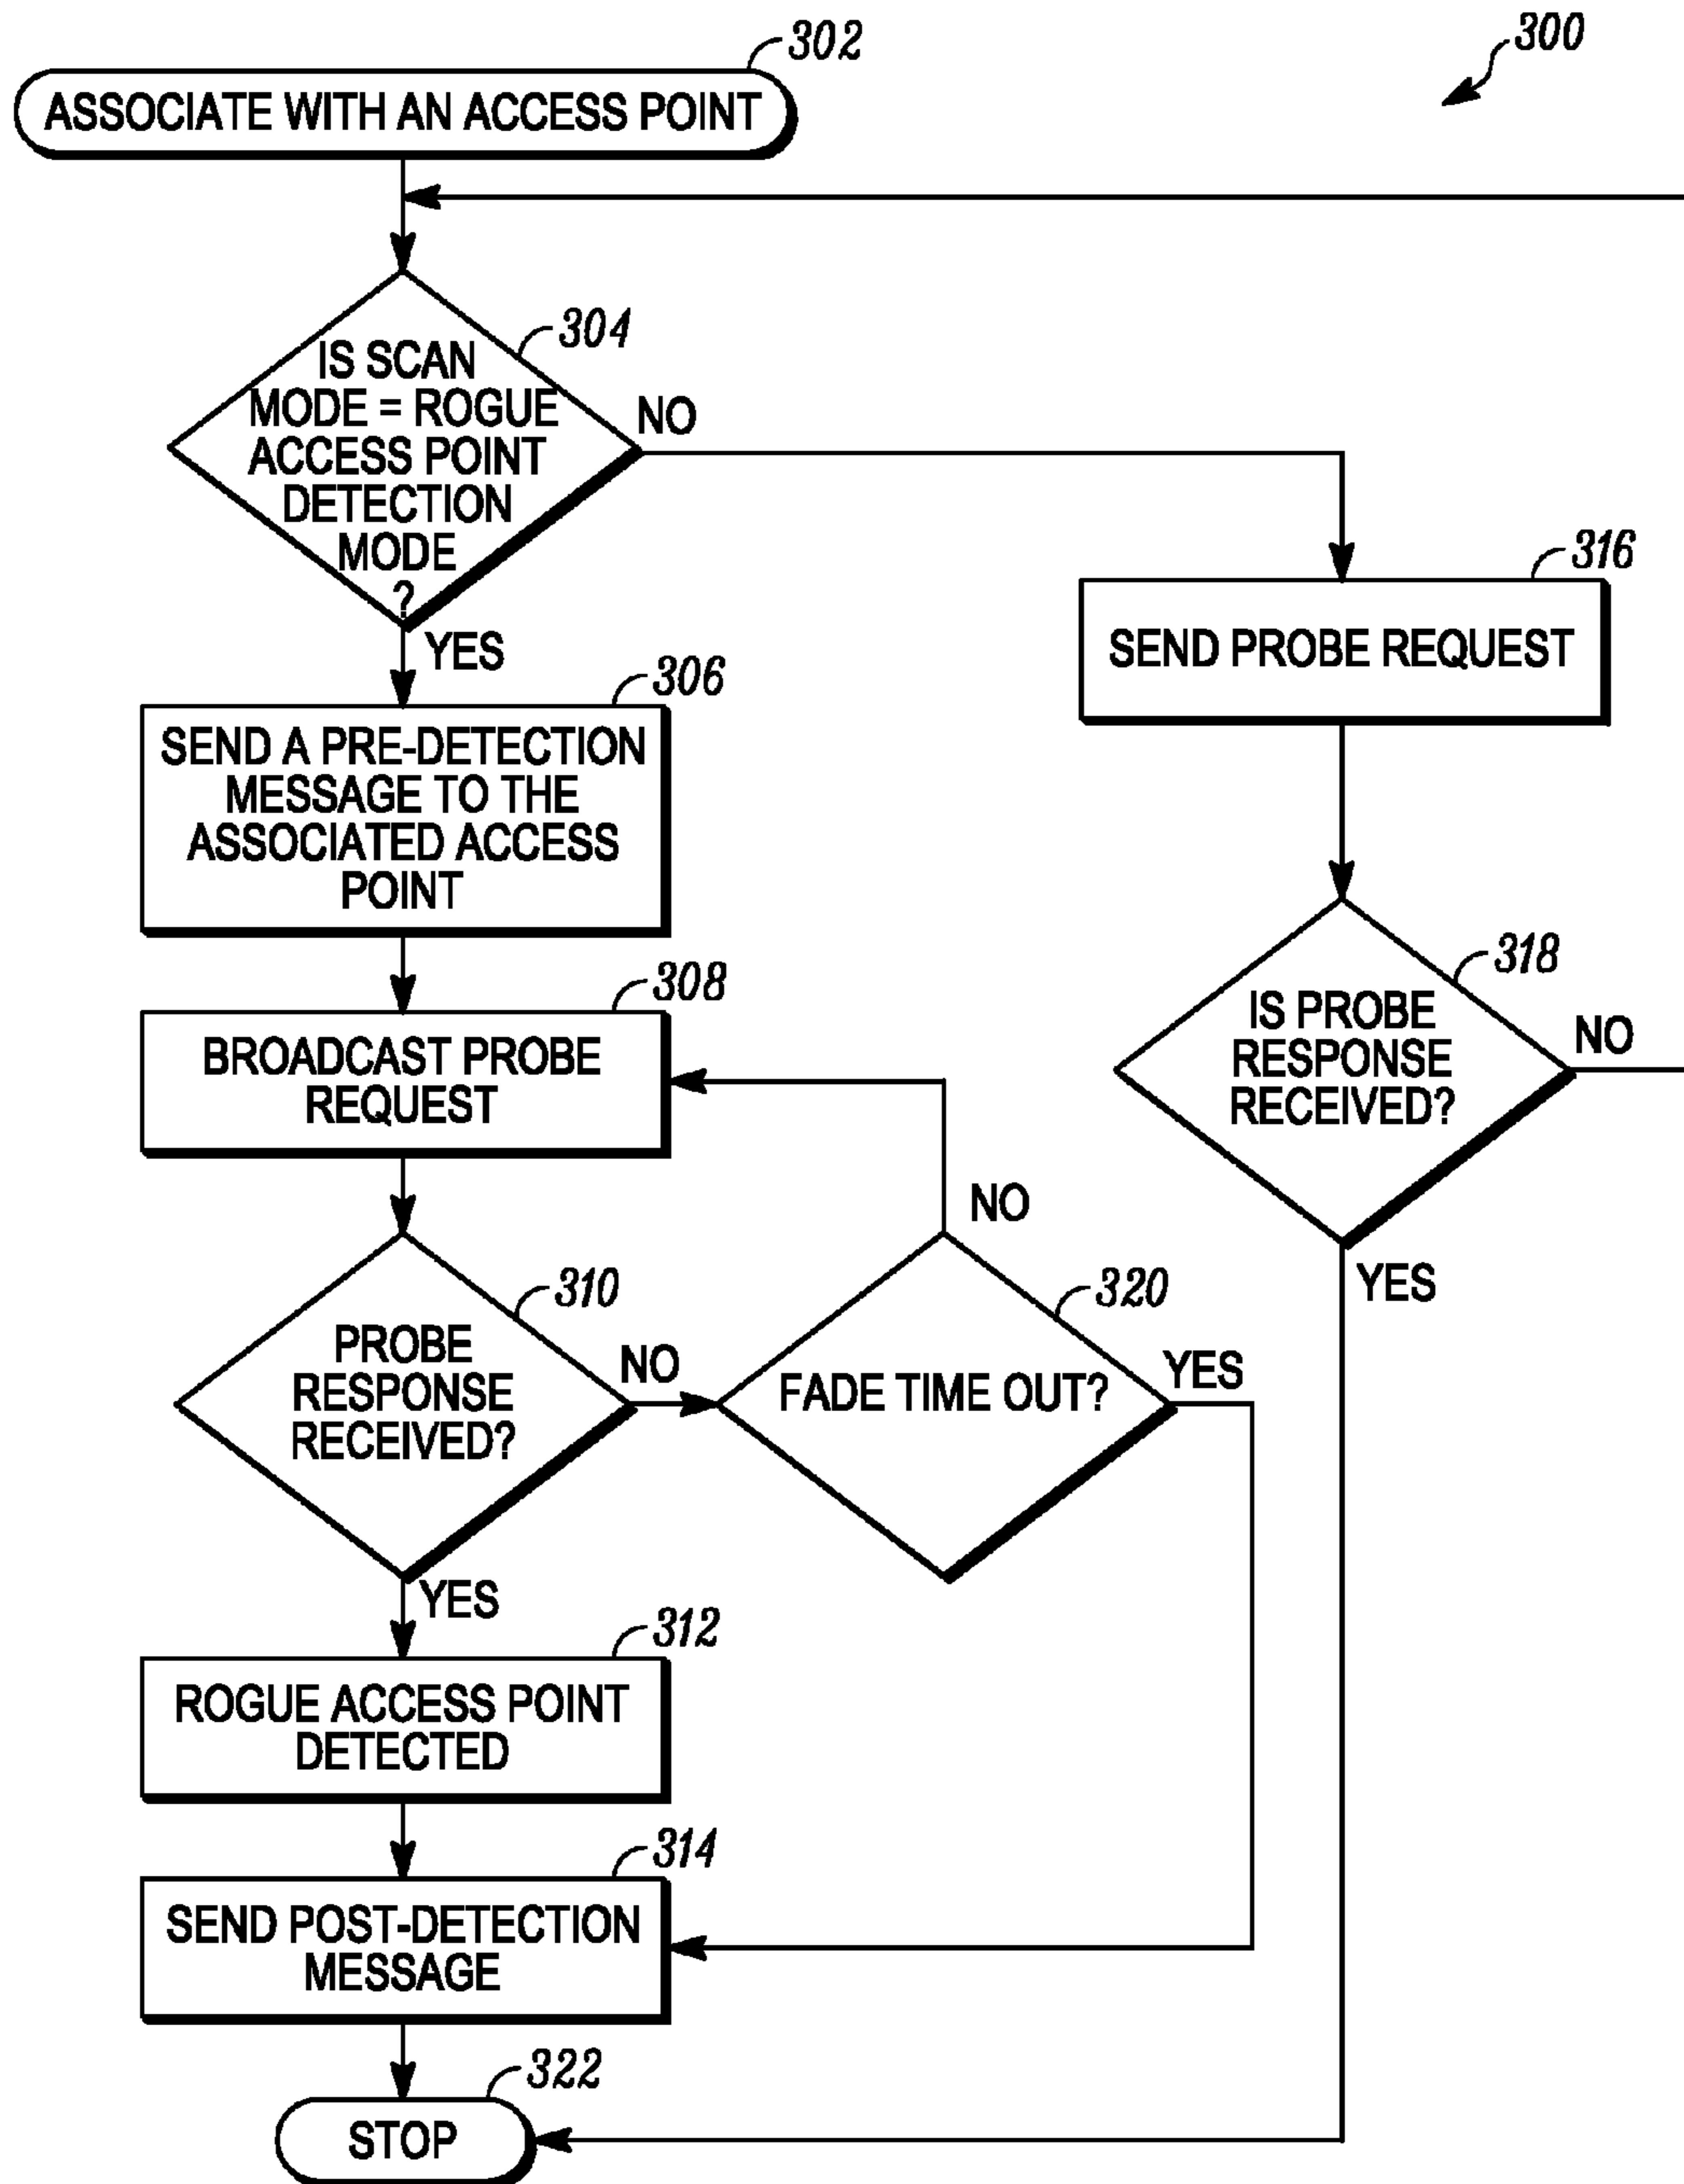 302
300
ASSOCIATE WITH AN ACCESS POINT
304
IS SCAN
MODE = ROGUE
ACCESS POINT
DETECTION
MODE
?
NO
YES
316
SEND PROBE REQUEST
306
SEND A PRE-DETECTION
MESSAGE TO THE
ASSOCIATED ACCESS
POINT
318
IS PROBE
RESPONSE
RECEIVED?
NO
YES
308
BROADCAST PROBE
REQUEST
310
PROBE
RESPONSE
RECEIVED?
NO
YES
320
FADE TIME OUT?
NO
YES
312
ROGUE ACCESS POINT
DETECTED
314
SEND POST-DETECTION
MESSAGE
322
STOP